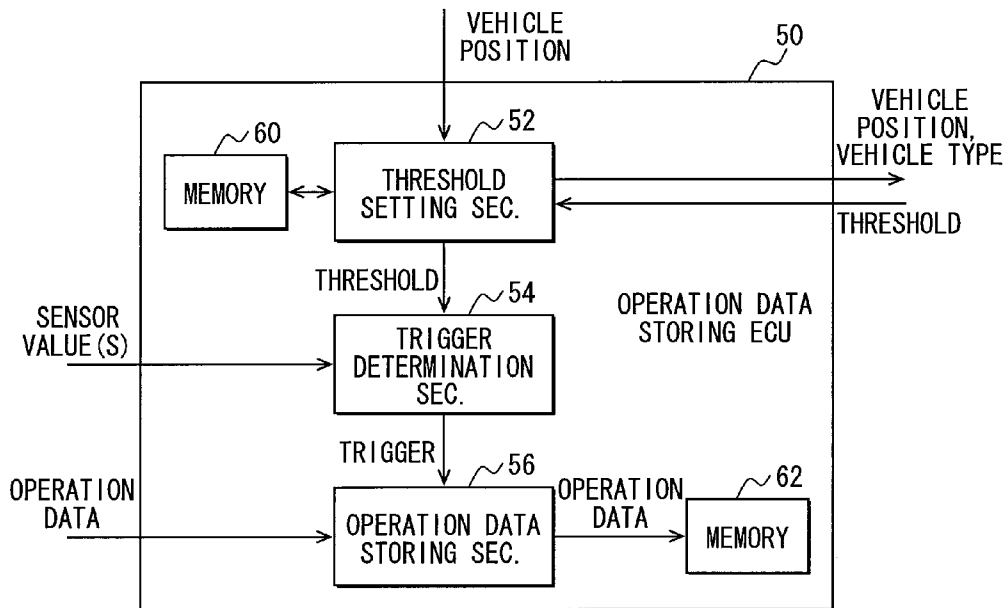 VEHICLE
POSITION
50
52
60
VEHICLE
POSITION,
VEHICLE TYPE
MEMORY
THRESHOLD
SETTING SEC.
THRESHOLD
THRESHOLD
54
SENSOR
VALUE(S)
TRIGGER
DETERMINATION
SEC.
OPERATION DATA
STORING ECU
TRIGGER
56
OPERATION
DATA
OPERATION DATA
STORING SEC.
OPERATION
DATA
62
MEMORY